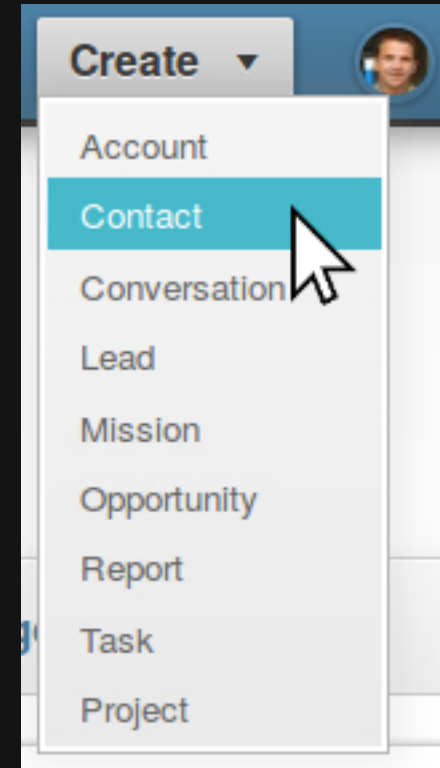 Create
Account
Contact
Conversation
Lead
Mission
Opportunity
Report
Task
Project